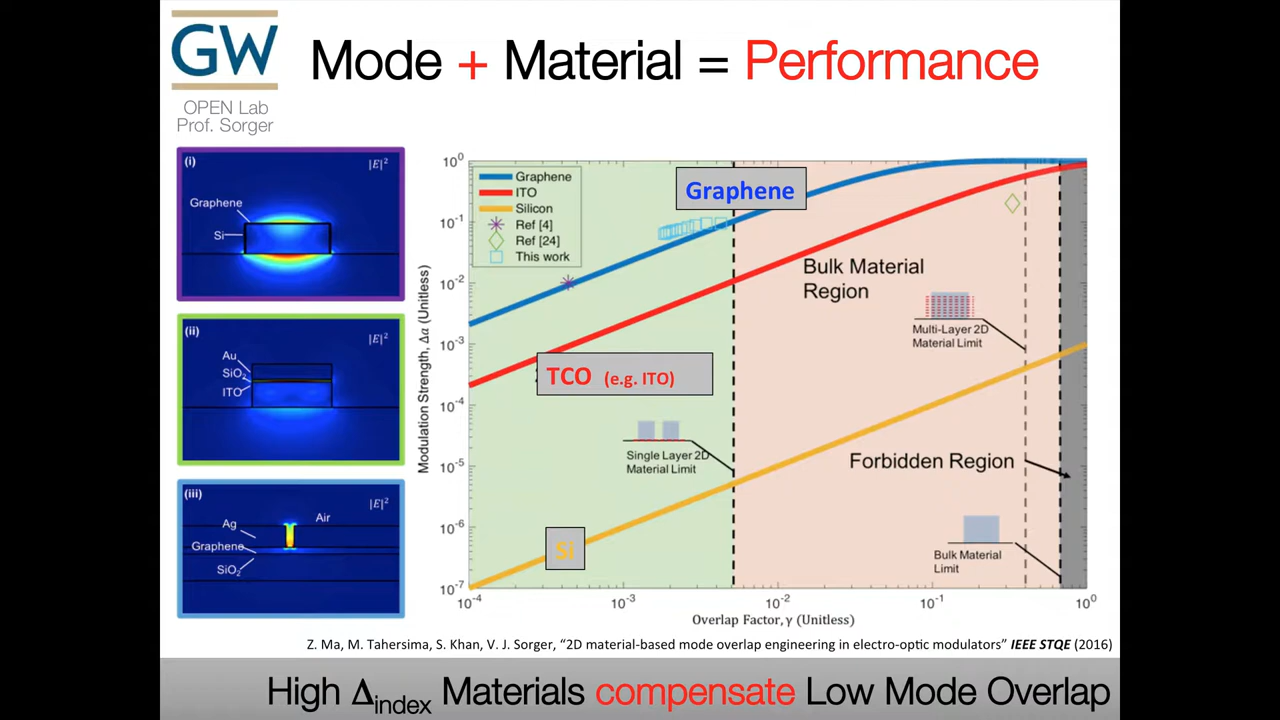 GW
OPEN Lab
Prof. Sorger
Mode + Material = Performance
(i)
|E|²
Graphene
Si
(ii)
|E|²
Au
SiO₂
ITO
(iii)
|E|²
Ag
Air
Graphene
SiO₂
Modulation Strength, Δα (Unitless)
10⁰
10⁻¹
10⁻²
10⁻³
10⁻⁴
10⁻⁵
10⁻⁶
10⁻⁷
Graphene
ITO
Silicon
Ref [4]
Ref [24]
This work
Graphene
Bulk Material
Region
Multi-Layer 2D
Material Limit
TCO (e.g. ITO)
Single Layer 2D
Material Limit
Forbidden Region
Si
Bulk Material
Limit
10⁻⁴ 10⁻³ 10⁻² 10⁻¹ 10⁰
Overlap Factor, γ (Unitless)
Z. Ma, M. Tahersima, S. Khan, V. J. Sorger, “2D material-based mode overlap engineering in electro-optic modulators” IEEE STQE (2016)
High Δindex Materials compensate Low Mode Overlap